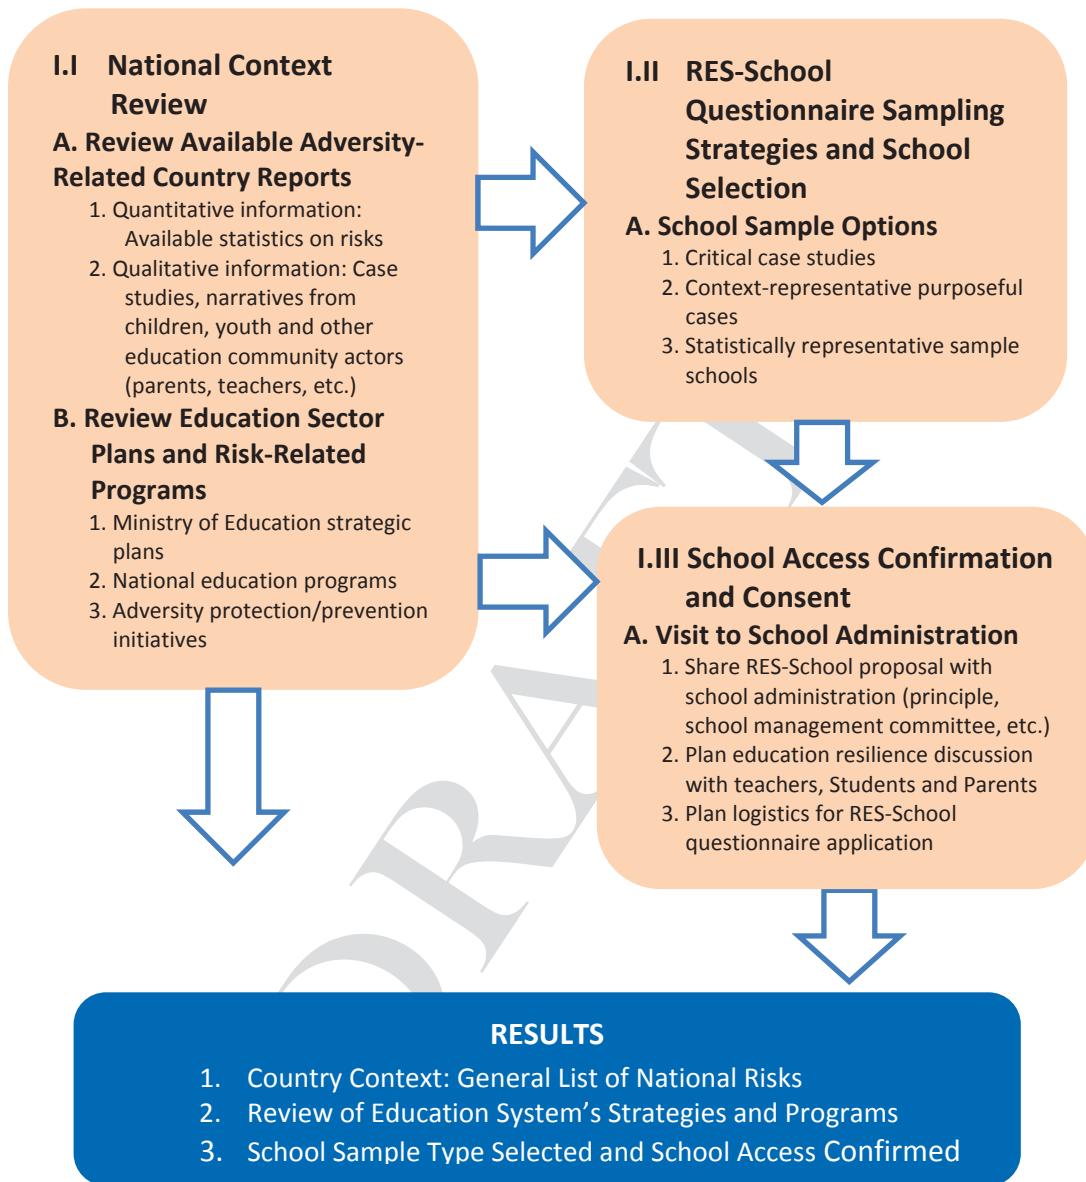 I.I National Context
Review
A. Review Available Adversity-
Related Country Reports
1. Quantitative information:
Available statistics on risks
2. Qualitative information: Case
studies, narratives from
children, youth and other
education community actors
(parents, teachers, etc.)
B. Review Education Sector
Plans and Risk-Related
Programs
1. Ministry of Education strategic
plans
2. National education programs
3. Adversity protection/prevention
initiatives
I.II RES-School
Questionnaire Sampling
Strategies and School
Selection
A. School Sample Options
1. Critical case studies
2. Context-representative purposeful
cases
3. Statistically representative sample
schools
I.III School Access Confirmation
and Consent
A. Visit to School Administration
1. Share RES-School proposal with
school administration (principle,
school management committee, etc.)
2. Plan education resilience discussion
with teachers, Students and Parents
3. Plan logistics for RES-School
questionnaire application
RESULTS
1. Country Context: General List of National Risks
2. Review of Education System's Strategies and Programs
3. School Sample Type Selected and School Access Confirmed